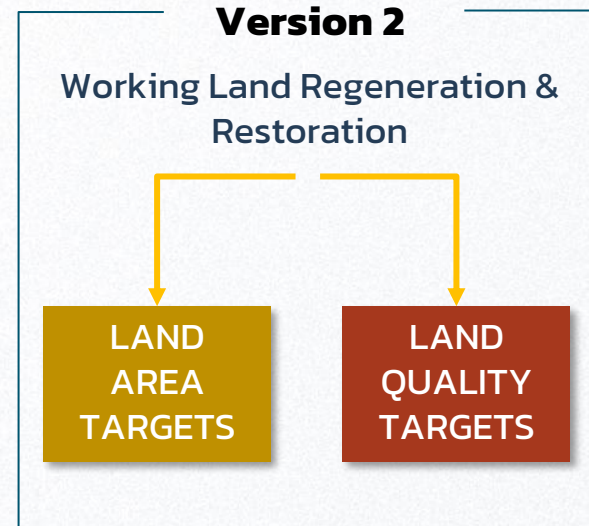 Version 2
Working Land Regeneration &
Restoration
LAND
AREA
TARGETS
LAND
QUALITY
TARGETS